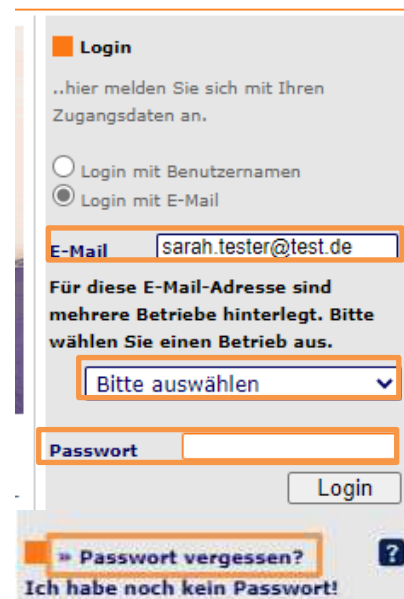 Login
..hier melden Sie sich mit Ihren
Zugangsdaten an.
Login mit Benutzernamen
Login mit E-Mail
E-Mail sarah.tester@test.de
Für diese E-Mail-Adresse sind
mehrere Betriebe hinterlegt. Bitte
wählen Sie einen Betrieb aus.
Bitte auswählen
Passwort
Login
» Passwort vergessen? ?
Ich habe noch kein Passwort!